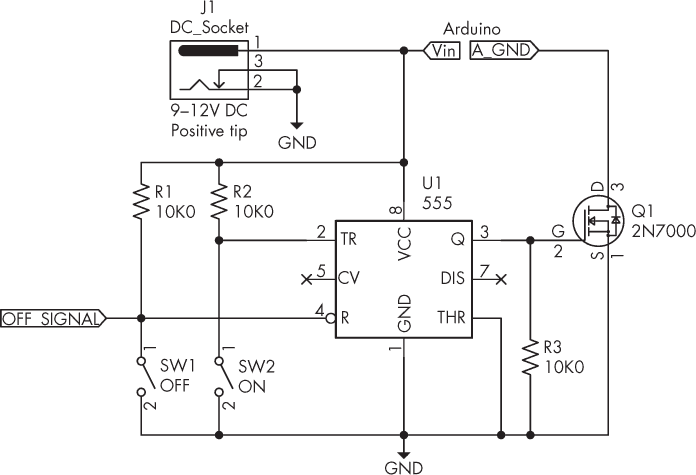 J1
DC_Socket
1
3
2
9–12V DC
Positive tip
GND
Arduino
Vin
A_GND
R1
10K0
R2
10K0
U1
555
8
VCC
2
TR
Q
3
5
CV
DIS
7
4
R
GND
THR
1
D
3
Q1
2N7000
G
2
S
1
OFF SIGNAL
1
SW1
OFF
2
1
SW2
ON
2
R3
10K0
GND